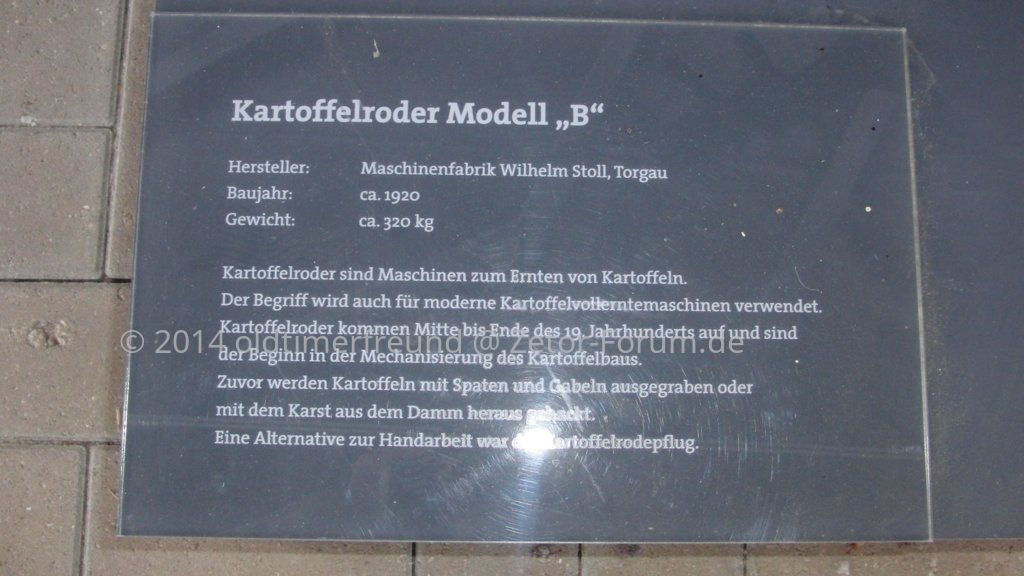 Kartoffelroder Modell „B“
Hersteller: Maschinenfabrik Wilhelm Stoll, Torgau
Baujahr: ca. 1920
Gewicht: ca. 320 kg
Kartoffelroder sind Maschinen zum Ernten von Kartoffeln.
Der Begriff wird auch für moderne Kartoffelvollerntemaschinen verwendet.
Kartoffelroder kommen Mitte bis Ende des 19. Jahrhunderts auf und sind
© 2014 oldtimerfreund @ Zetor-Forum.de
der Beginn in der Mechanisierung des Kartoffelbaus.
Zuvor werden Kartoffeln mit Spaten und Gabeln ausgegraben oder
mit dem Karst aus dem Damm heraus gehackt.
Eine Alternative zur Handarbeit war Kartoffelrodepflug.